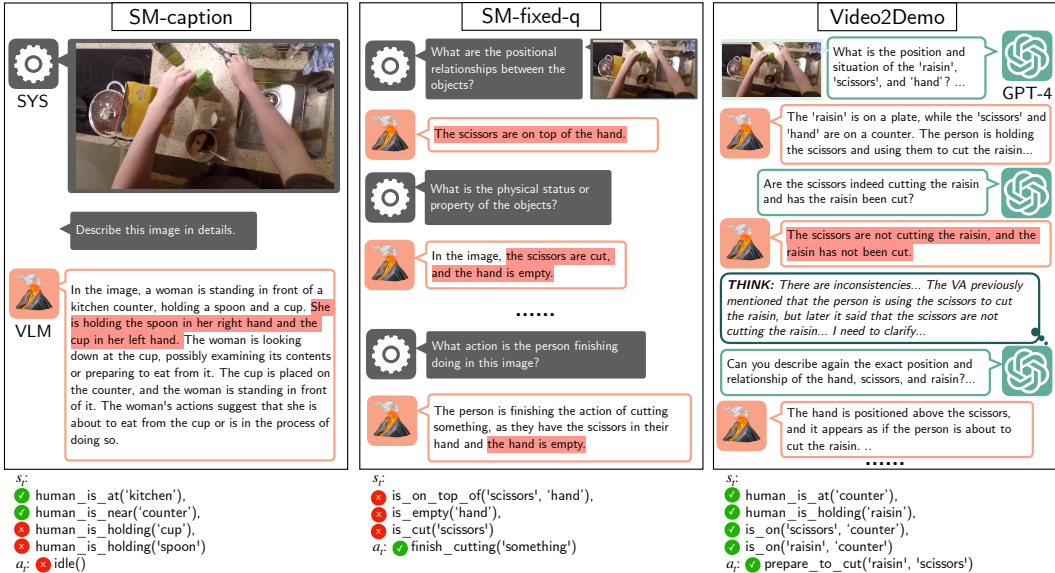 SM-caption
SYS
Describe this image in details.
VLM
In the image, a woman is standing in front of a
kitchen counter, holding a spoon and a cup. She
is holding the spoon in her right hand and the
cup in her left hand. The woman is looking
down at the cup, possibly examining its contents
or preparing to eat from it. The cup is placed
on the counter, and the woman is standing in front
of it. The woman's actions suggest that she is
about to eat from the cup or is in the process of
doing so.
sₜ:
human_is_at('kitchen'),
human_is_near('counter'),
human_is_holding('cup'),
human_is_holding('spoon')
aₜ: idle()
SM-fixed-q
What are the positional
relationships between the
objects?
The scissors are on top of the hand.
What is the physical status or
property of the objects?
In the image, the scissors are cut,
and the hand is empty.
......
What action is the person finishing
doing in this image?
The person is finishing the action of cutting
something, as they have the scissors in their
hand and the hand is empty.
sₜ:
is_on_top_of('scissors', 'hand'),
is_empty('hand'),
is_cut('scissors')
aₜ: finish_cutting('something')
Video2Demo
What is the position and
situation of the 'raisin',
'scissors', and 'hand'? ...
GPT-4
The 'raisin' is on a plate, while the 'scissors' and
'hand' are on a counter. The person is holding
the scissors and using them to cut the raisin...
Are the scissors indeed cutting the raisin
and has the raisin been cut?
The scissors are not cutting the raisin, and the
raisin has not been cut.
THINK: There are inconsistencies... The VA previously
mentioned that the person is using the scissors to cut
the raisin, but later it said that the scissors are not
cutting the raisin... I need to clarify...
Can you describe again the exact position and
relationship of the hand, scissors, and raisin?...
The hand is positioned above the scissors,
and it appears as if the person is about to
cut the raisin. ..
......
sₜ:
human_is_at('counter'),
human_is_holding('raisin'),
is_on('scissors', 'counter'),
is_on('raisin', 'counter')
aₜ: prepare_to_cut('raisin', 'scissors')